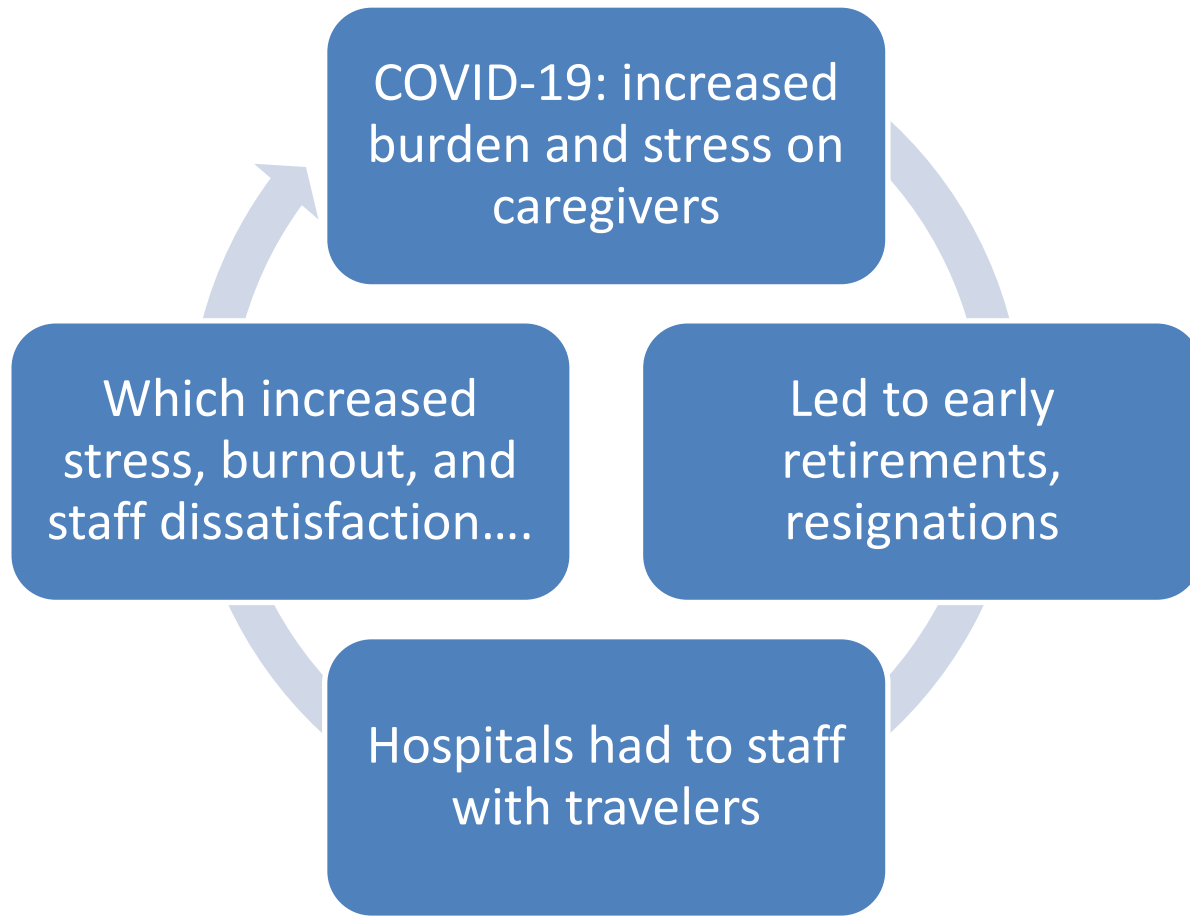 COVID-19: increased
burden and stress on
caregivers
Led to early
retirements,
resignations
Hospitals had to staff
with travelers
Which increased
stress, burnout, and
staff dissatisfaction....